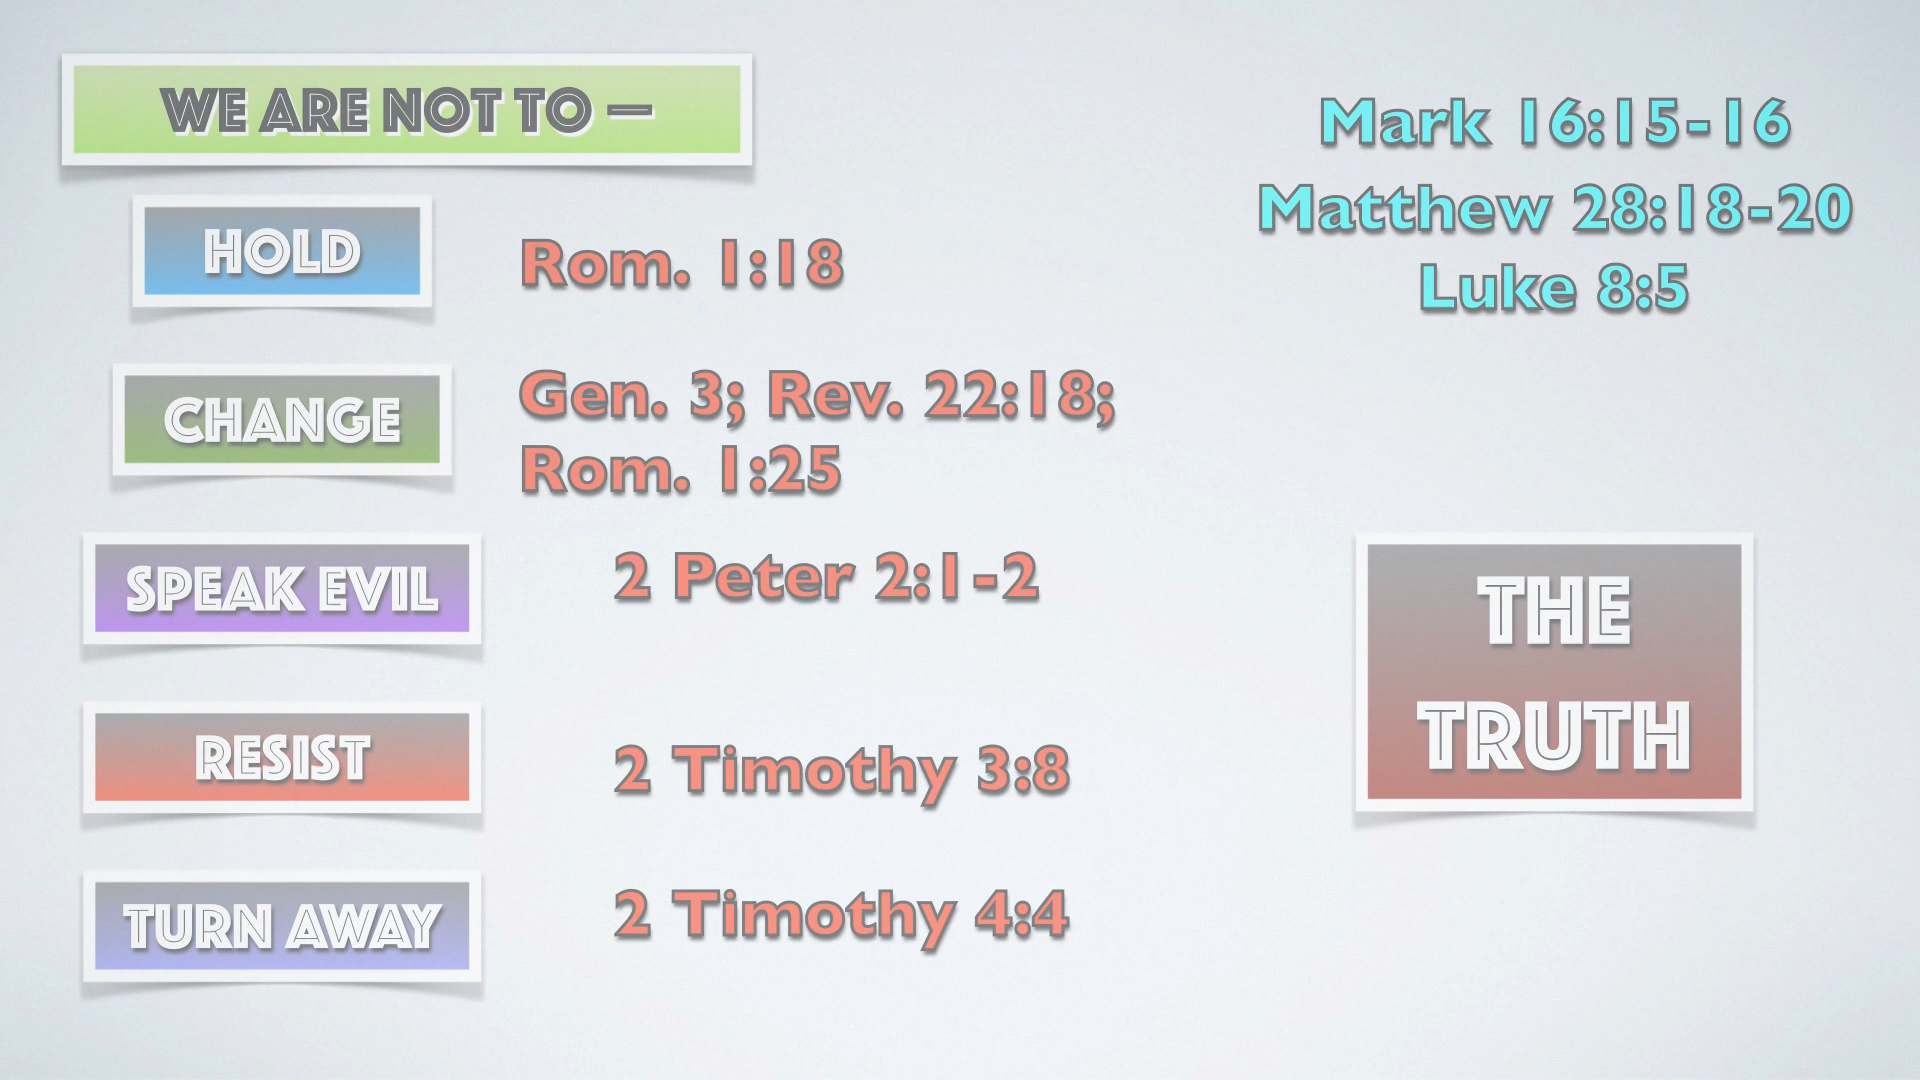 WE ARE NOT TO —
HOLD
Rom. 1:18
CHANGE
Gen. 3; Rev. 22:18;
Rom. 1:25
SPEAK EVIL
2 Peter 2:1-2
RESIST
2 Timothy 3:8
TURN AWAY
2 Timothy 4:4
Mark 16:15-16
Matthew 28:18-20
Luke 8:5
THE
TRUTH